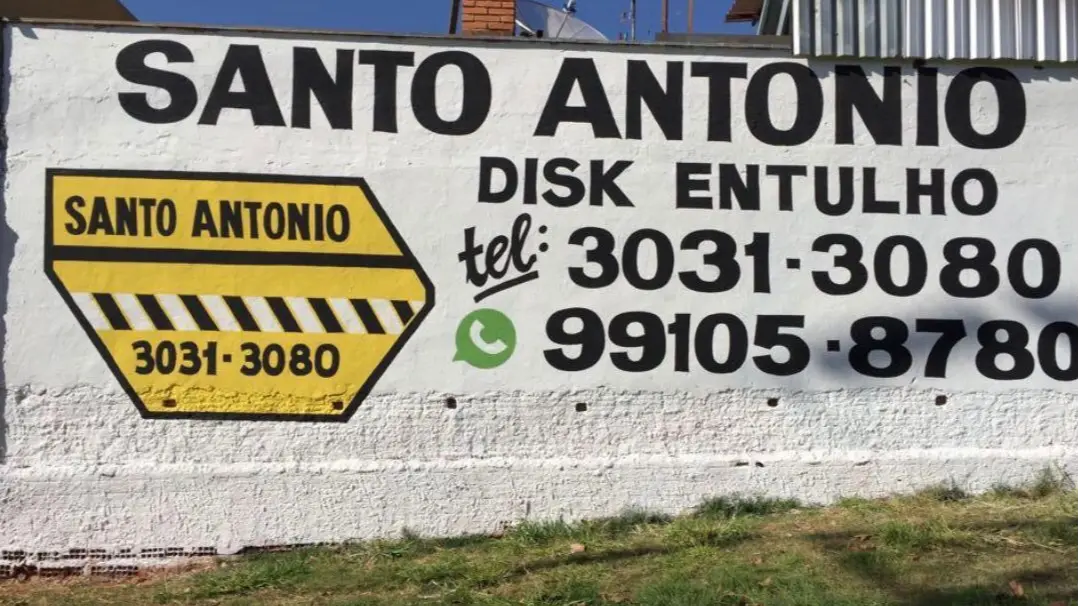 SANTO ANTONIO
DISK ENTULHO
tel: 3031-3080
99105-8780
SANTO ANTONIO
3031-3080